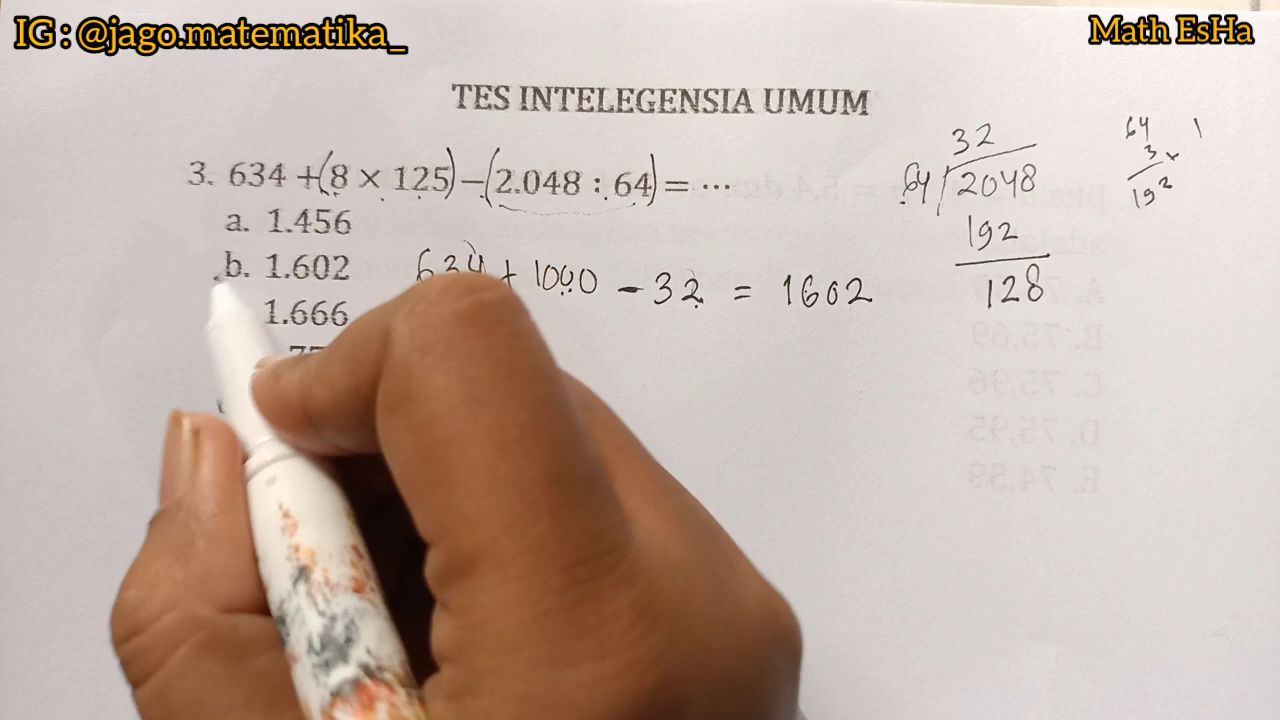 IG : @jago.matematika_
Math EsHa
TES INTELEGENSIA UMUM
3. 634 + (8 × 125) − (2.048 : 64) = ...
a. 1.456
b. 1.602
1.666
634 + 1000 - 32 = 1602
32
64 2048
192
128
64
3 ×
192